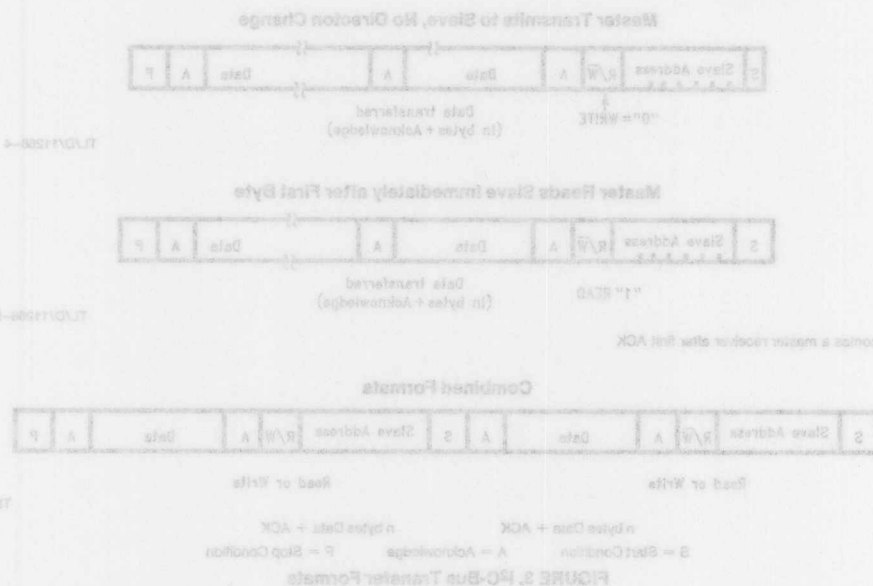 Master Transmits to Slave, No Direction Change
S Slave Address R/W̅ A Data A Data A P
"0" = WRITE
Data transferred
(n bytes + Acknowledge)
TL/D/11268–4
Master Reads Slave Immediately after First Byte
S Slave Address R/W̅ A Data A Data A P
"1" READ
Data transferred
(n bytes + Acknowledge)
TL/D/11268–
omes a master receiver after first ACK
Combined Formats
S Slave Address R/W̅ A Data A S Slave Address R/W A Data A P
Read or Write
Read or Write
n bytes Data + ACK
n bytes Data + ACK
S = Start Condition A = Acknowledge P = Stop Condition
FIGURE 3. I²C-Bus Transfer Formats